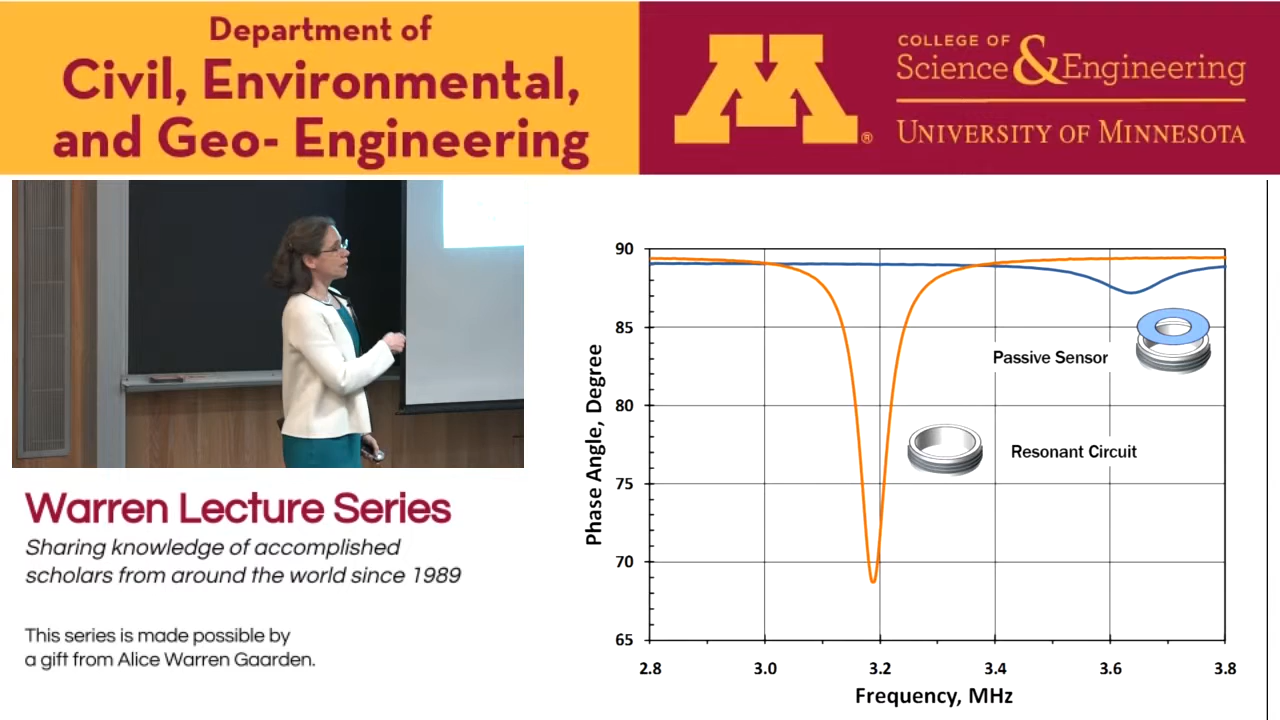 Department of
Civil, Environmental,
and Geo- Engineering
M®
COLLEGE OF
Science & Engineering
UNIVERSITY OF MINNESOTA
Warren Lecture Series
Sharing knowledge of accomplished
scholars from around the world since 1989
This series is made possible by
a gift from Alice Warren Gaarden.
Phase Angle, Degree
90
85
80
75
70
65
Passive Sensor
Resonant Circuit
2.8 3.0 3.2 3.4 3.6 3.8
Frequency, MHz